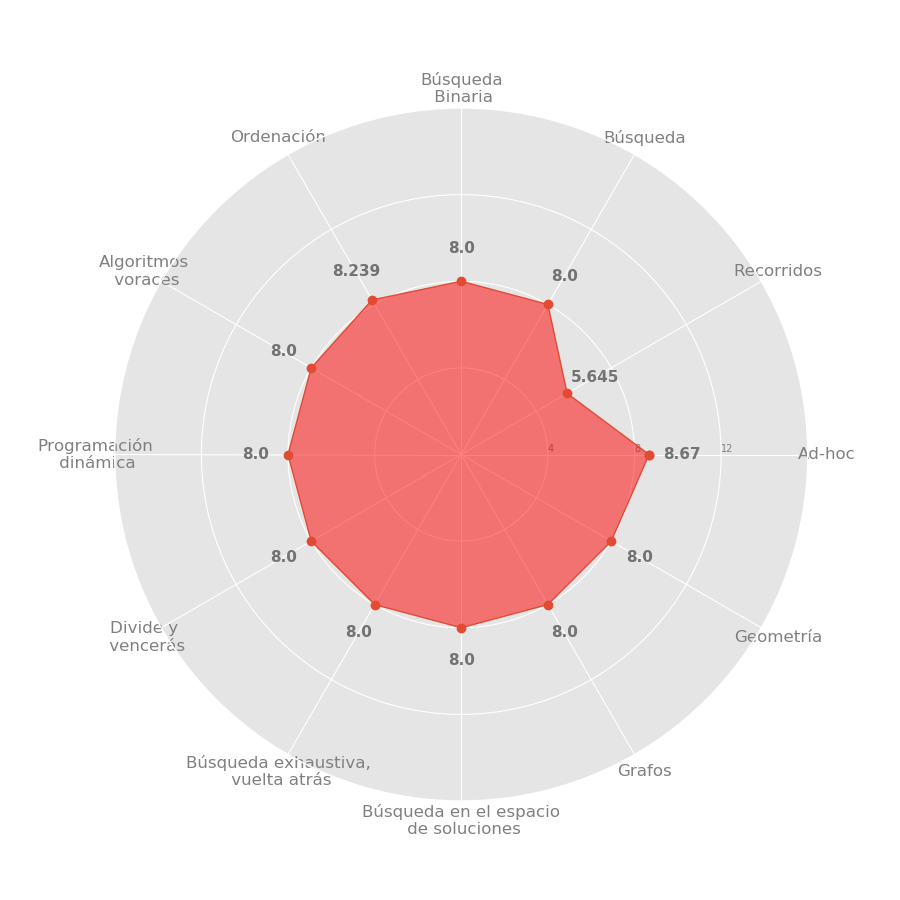 Búsqueda
Binaria
Ordenación
Búsqueda
8.0
Algoritmos
voraces
8.239
8.0
Recorridos
8.0
5.645
Programación
dinámica
8.0
4
8
12
8.67
Ad-hoc
8.0
8.0
Divide y
vencerás
8.0
8.0
Geometría
8.0
Búsqueda exhaustiva,
vuelta atrás
Grafos
Búsqueda en el espacio
de soluciones